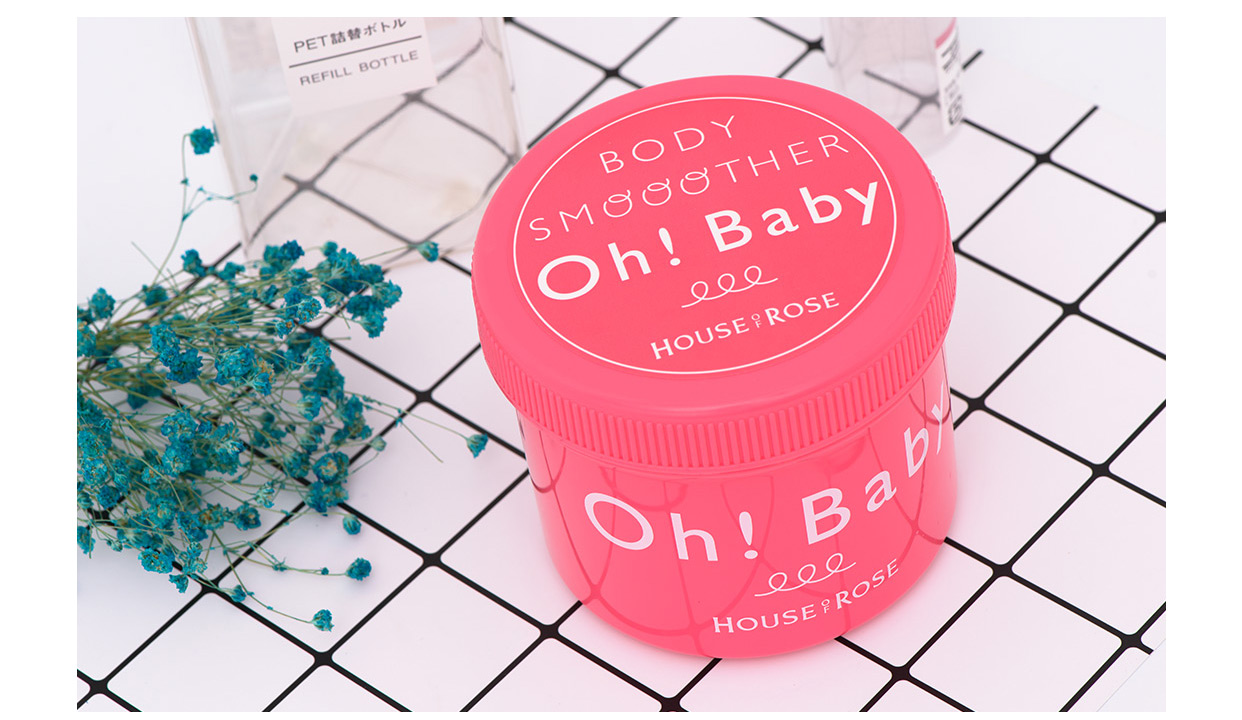 PET詰替ボトル
REFILL BOTTLE
BODY
SMOOOTHER
Oh! Baby
HOUSE OF ROSE
Oh! Baby
HOUSE OF ROSE